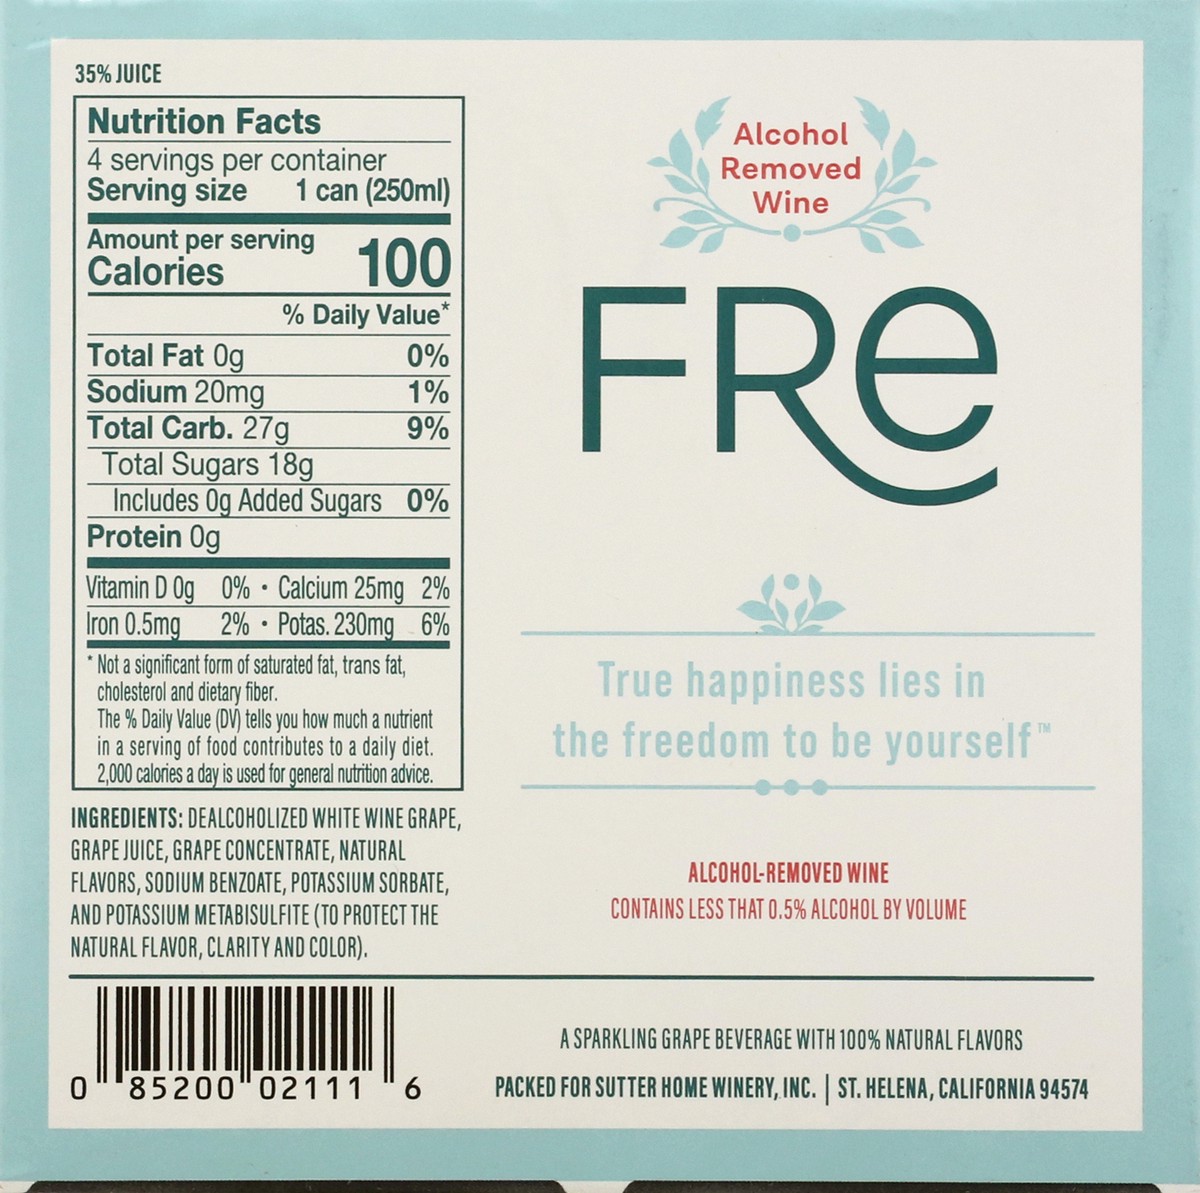 35% JUICE
Nutrition Facts
4 servings per container
Serving size 1 can (250ml)
Amount per serving
Calories 100
% Daily Value*
Total Fat 0g 0%
Sodium 20mg 1%
Total Carb. 27g 9%
Total Sugars 18g
Includes 0g Added Sugars 0%
Protein 0g
Vitamin D 0g 0% • Calcium 25mg 2%
Iron 0.5mg 2% • Potas. 230mg 6%
* Not a significant form of saturated fat, trans fat,
cholesterol and dietary fiber.
The % Daily Value (DV) tells you how much a nutrient
in a serving of food contributes to a daily diet.
2,000 calories a day is used for general nutrition advice.
INGREDIENTS: DEALCOHOLIZED WHITE WINE GRAPE,
GRAPE JUICE, GRAPE CONCENTRATE, NATURAL
FLAVORS, SODIUM BENZOATE, POTASSIUM SORBATE,
AND POTASSIUM METABISULFITE (TO PROTECT THE
NATURAL FLAVOR, CLARITY AND COLOR).
0 85200 02111 6
Alcohol
Removed
Wine
FRe
True happiness lies in
the freedom to be yourself™
ALCOHOL-REMOVED WINE
CONTAINS LESS THAT 0.5% ALCOHOL BY VOLUME
A SPARKLING GRAPE BEVERAGE WITH 100% NATURAL FLAVORS
PACKED FOR SUTTER HOME WINERY, INC. | ST. HELENA, CALIFORNIA 94574